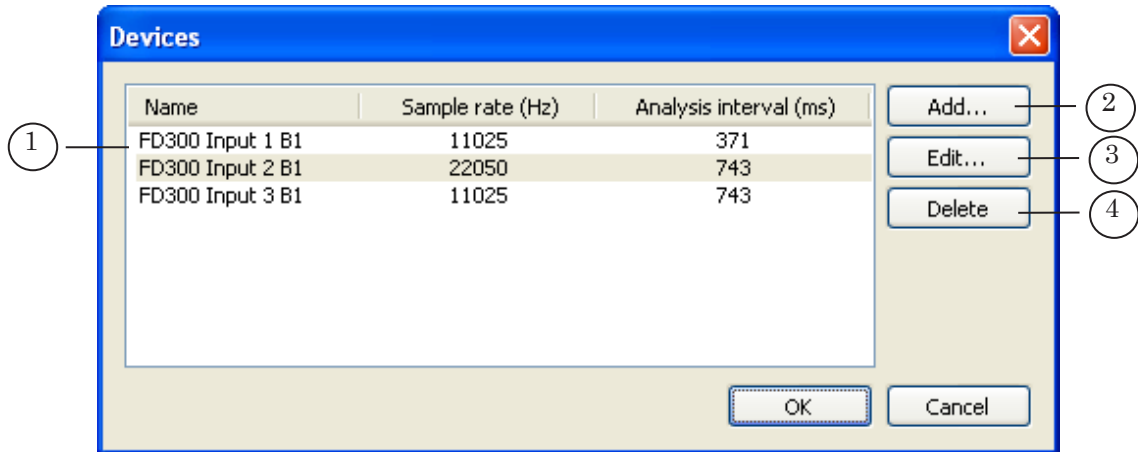 Devices
Name Sample rate (Hz) Analysis interval (ms)
FD300 Input 1 B1 11025 371
FD300 Input 2 B1 22050 743
FD300 Input 3 B1 11025 743
Add...
Edit...
Delete
OK Cancel
1
2
3
4